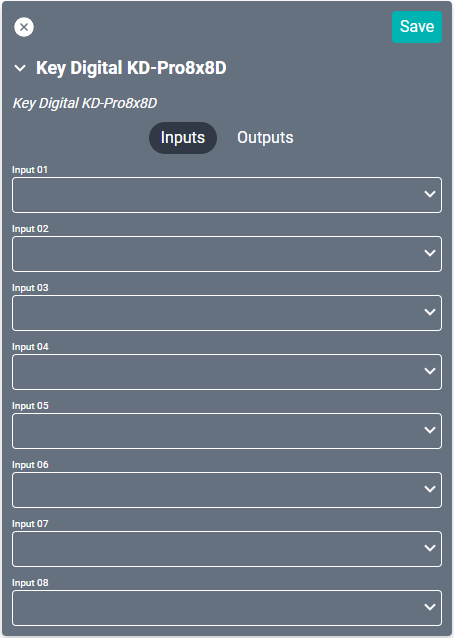 Save
Key Digital KD-Pro8x8D
Key Digital KD-Pro8x8D
Inputs Outputs
Input 01
Input 02
Input 03
Input 04
Input 05
Input 06
Input 07
Input 08